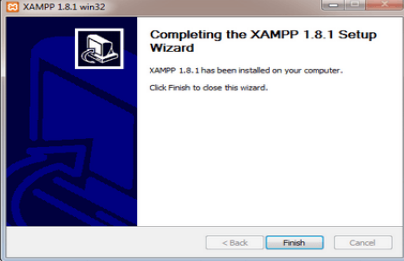 XAMPP 1.8.1 win32
Completing the XAMPP 1.8.1 Setup
Wizard
XAMPP 1.8.1 has been installed on your computer.
Click Finish to close this wizard.
< Back
Finish
Cancel